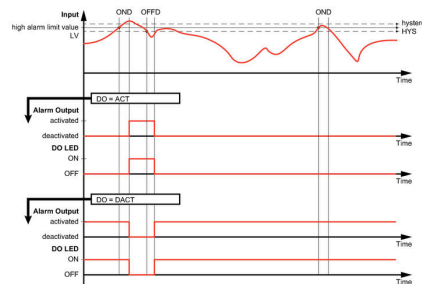 OND OFFD OND
Input
high alarm limit value
LV
HYS
Time
DO = ACT
Alarm Output
activated
deactivated
Time
DO LED
ON
OFF
Time
DO = DACT
Alarm Output
activated
deactivated
Time
DO LED
ON
OFF
Time